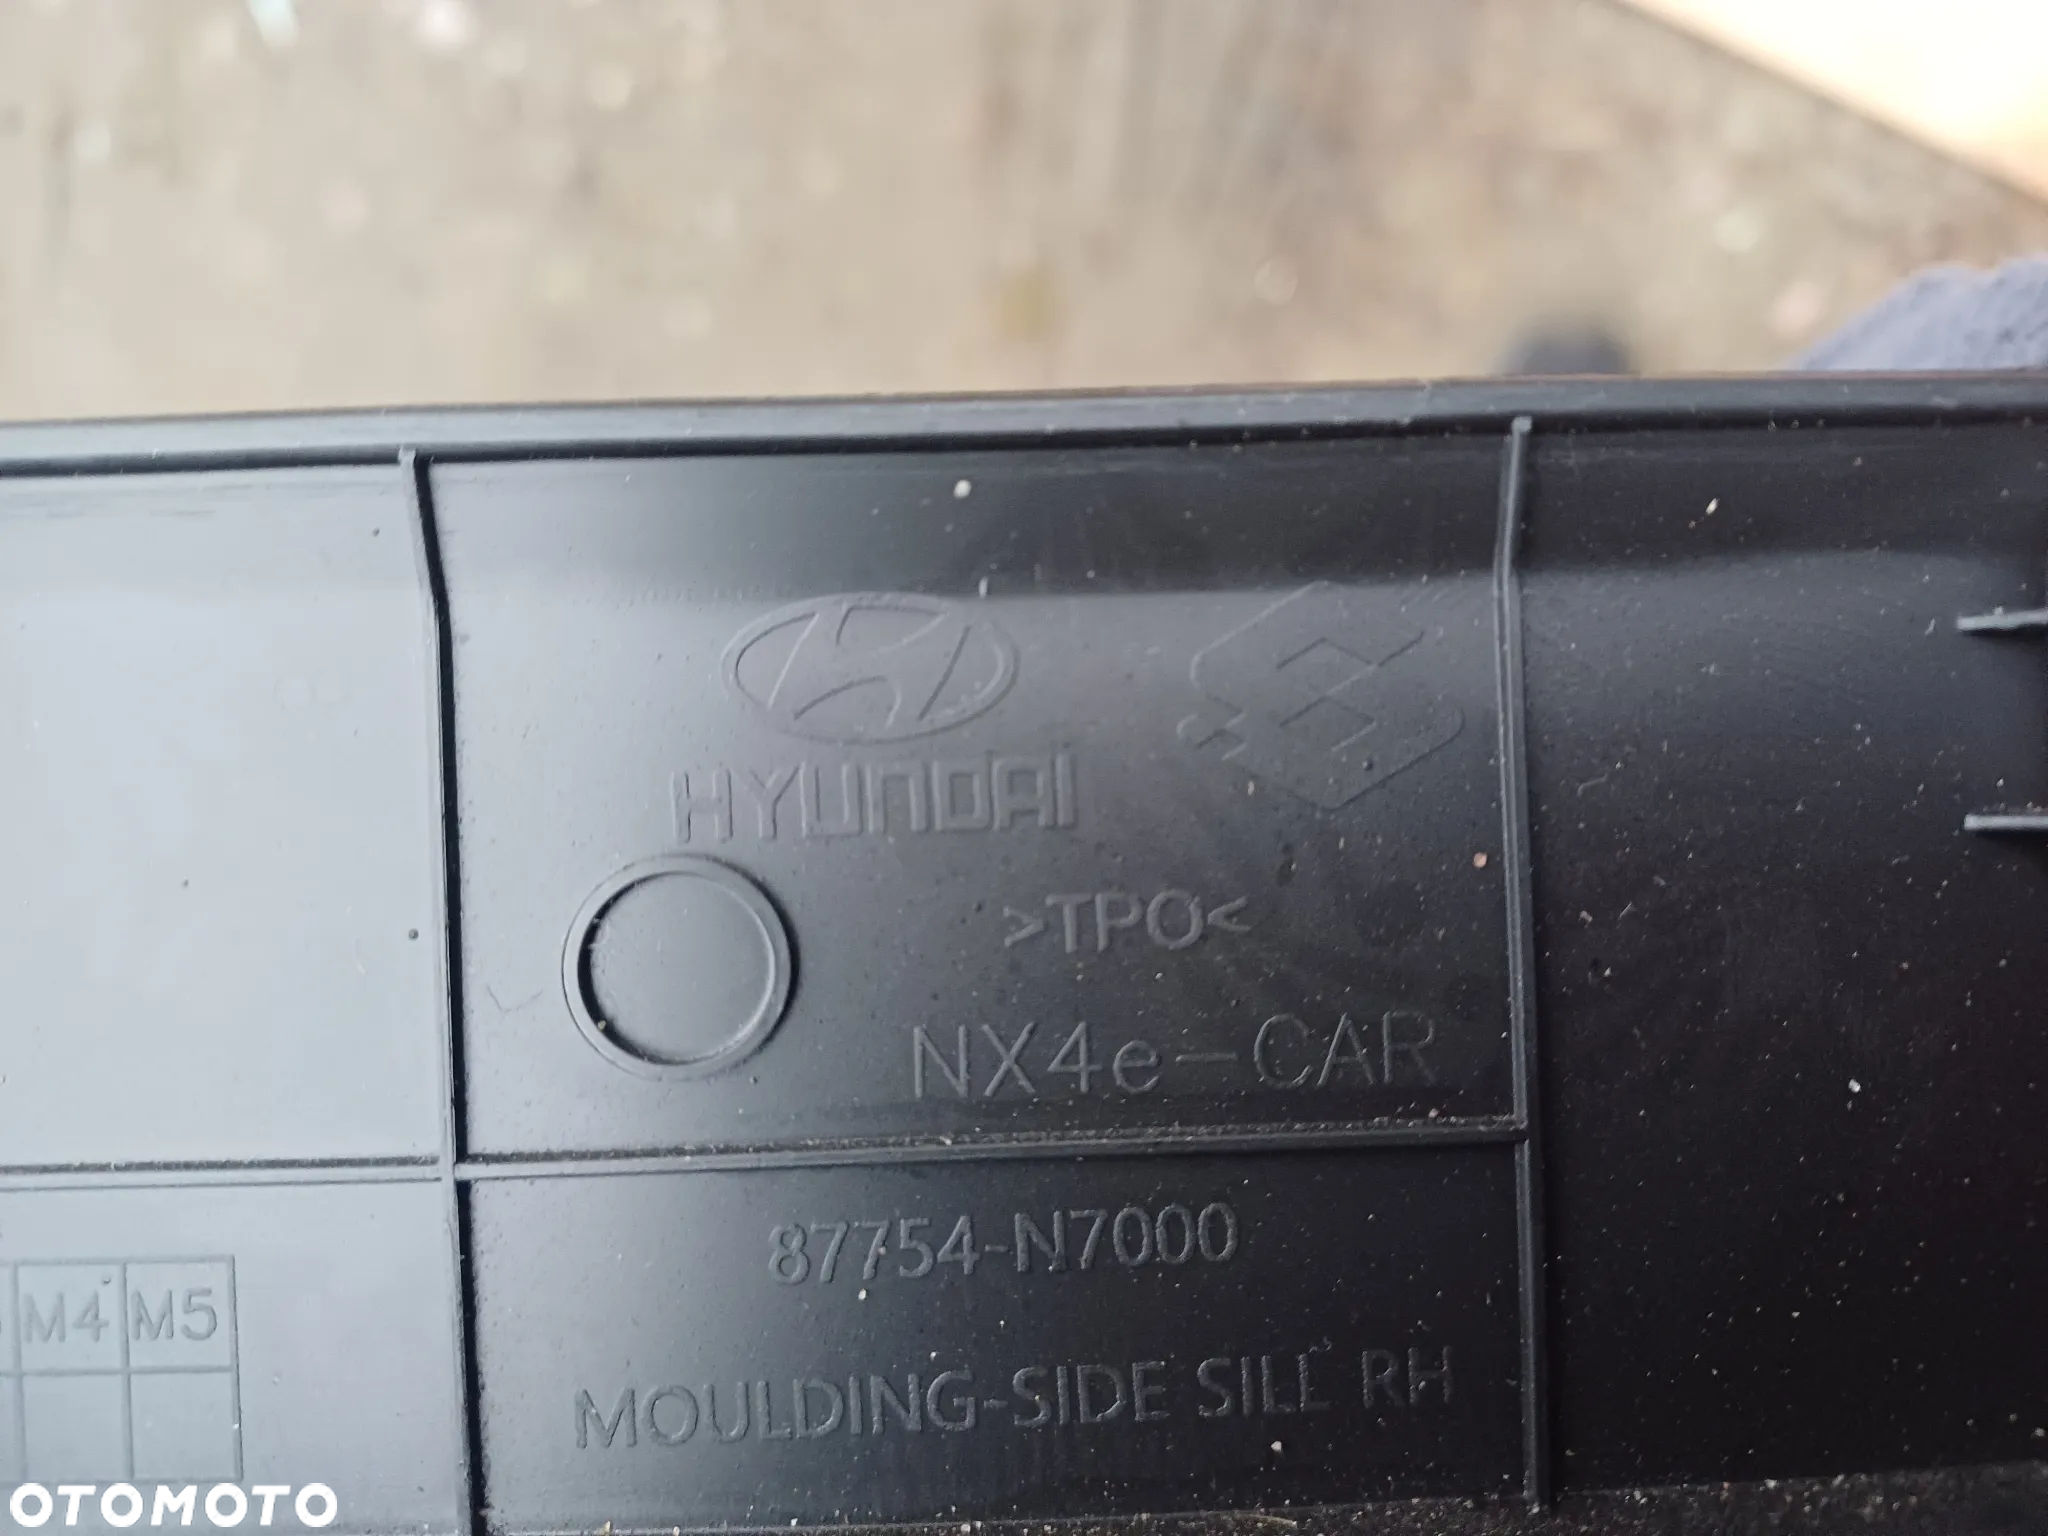 HYUNDAI
>TPO<
NX4e-CAR
87754-N7000
M4 M5
MOULDING-SIDE SILL RH
OTOMOTO